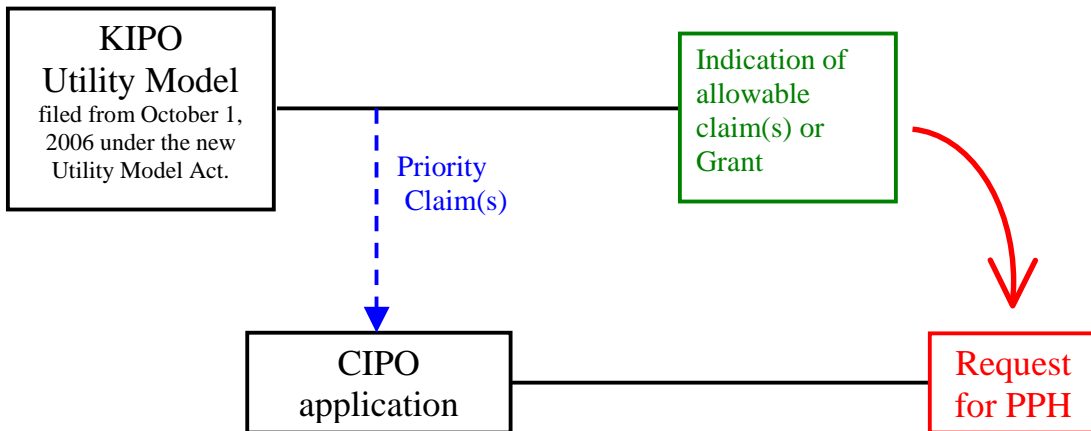 KIPO
Utility Model
filed from October 1,
2006 under the new
Utility Model Act.
Indication of
allowable
claim(s) or
Grant
Priority
Claim(s)
CIPO
application
Request
for PPH